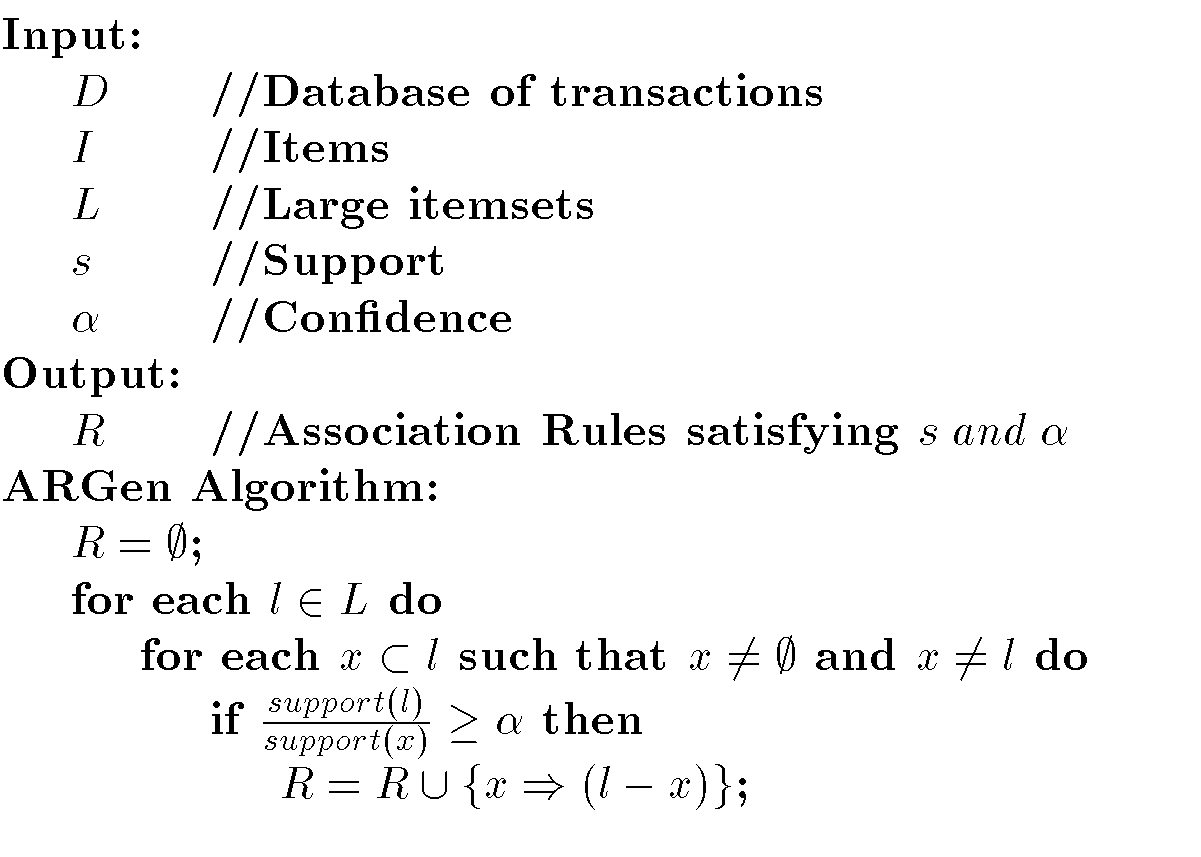 Input:
D //Database of transactions
I //Items
L //Large itemsets
s //Support
α //Confidence
Output:
R //Association Rules satisfying s and α
ARGen Algorithm:
R = ∅;
for each l ∈ L do
for each x ⊂ l such that x ≠ ∅ and x ≠ l do
if support(l)/support(x) ≥ α then
R = R ∪ {x ⇒ (l − x)};